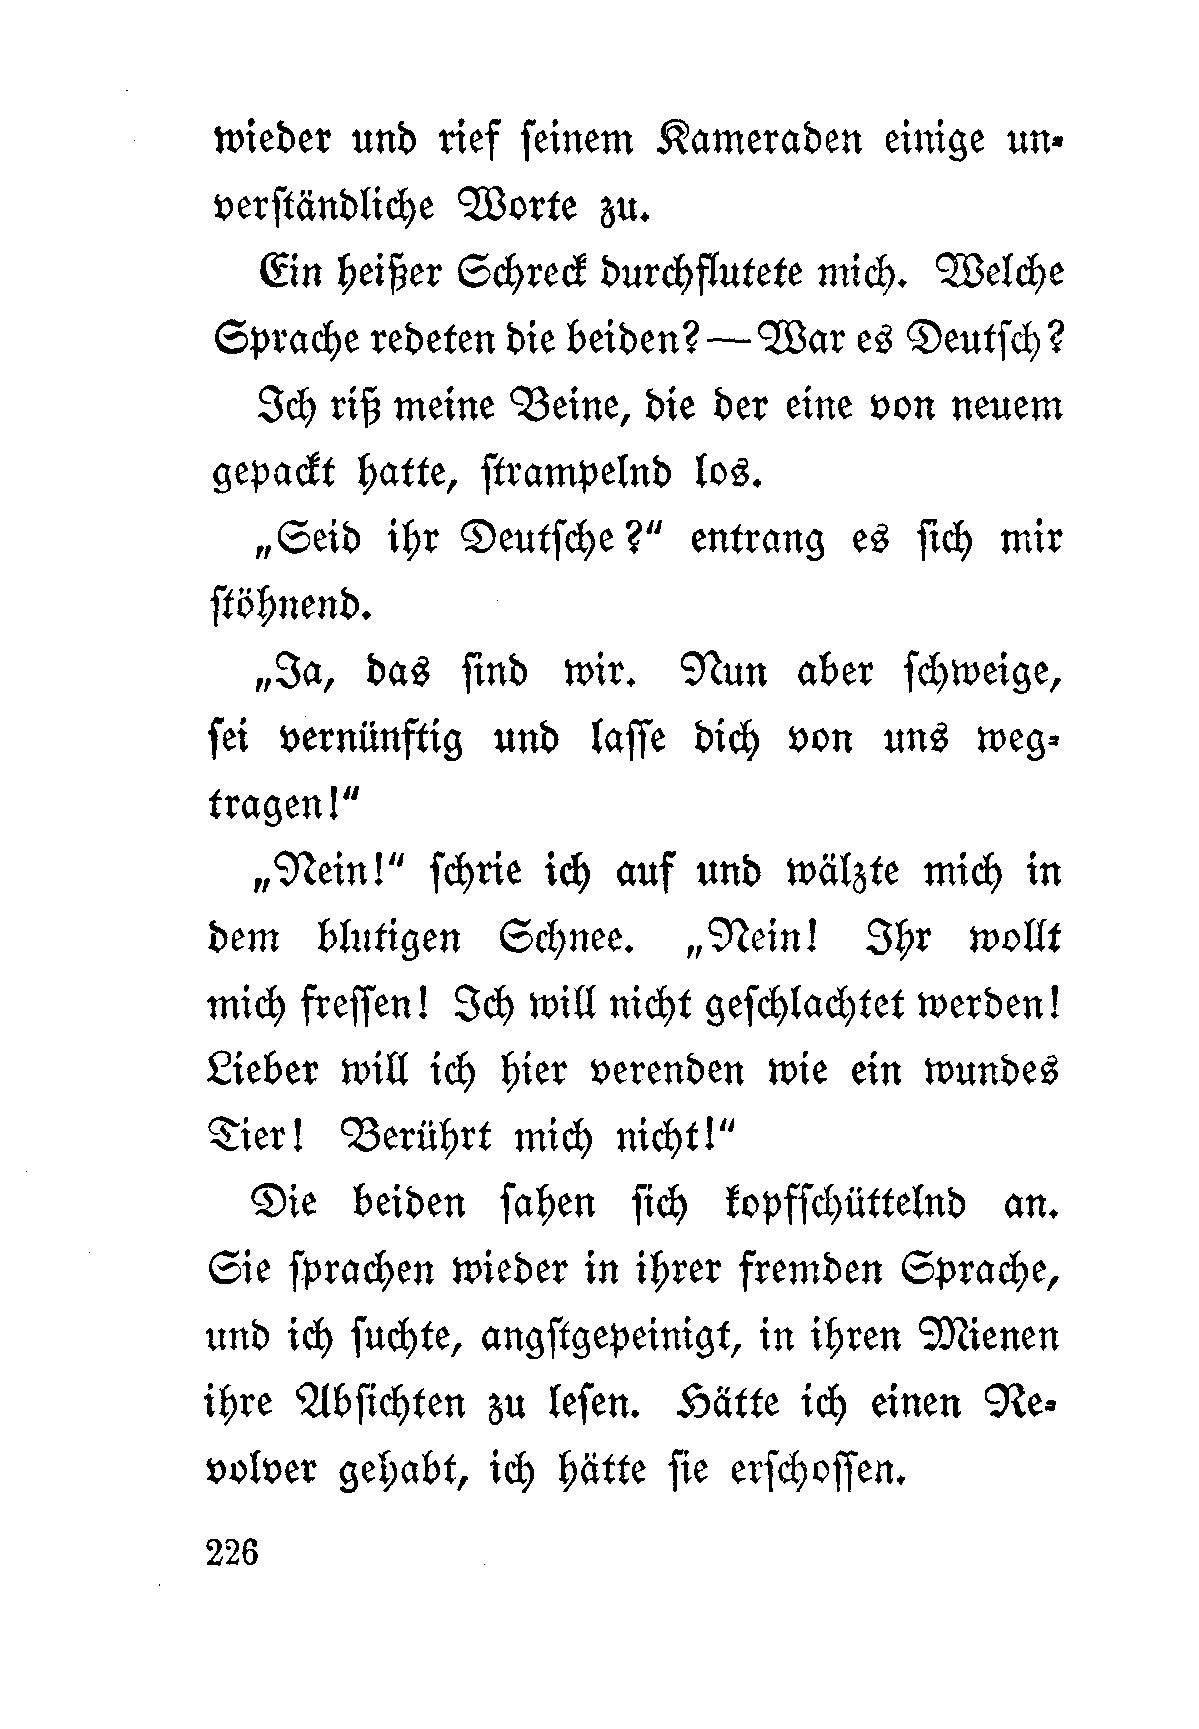 wieder und rief seinem Kameraden einige un-
verständliche Worte zu.
Ein heißer Schreck durchflutete mich. Welche
Sprache redeten die beiden? — War es Deutsch?
Ich riß meine Beine, die der eine von neuem
gepackt hatte, strampelnd los.
„Seid ihr Deutsche?“ entrang es sich mir
stöhnend.
„Ja, das sind wir. Nun aber schweige,
sei vernünftig und lasse dich von uns weg-
tragen!“
„Nein!“ schrie ich auf und wälzte mich in
dem blutigen Schnee. „Nein! Ihr wollt
mich fressen! Ich will nicht geschlachtet werden!
Lieber will ich hier verenden wie ein wundes
Tier! Berührt mich nicht!“
Die beiden sahen sich kopfschüttelnd an.
Sie sprachen wieder in ihrer fremden Sprache,
und ich suchte, angstgepeinigt, in ihren Mienen
ihre Absichten zu lesen. Hätte ich einen Re-
volver gehabt, ich hätte sie erschossen.
226